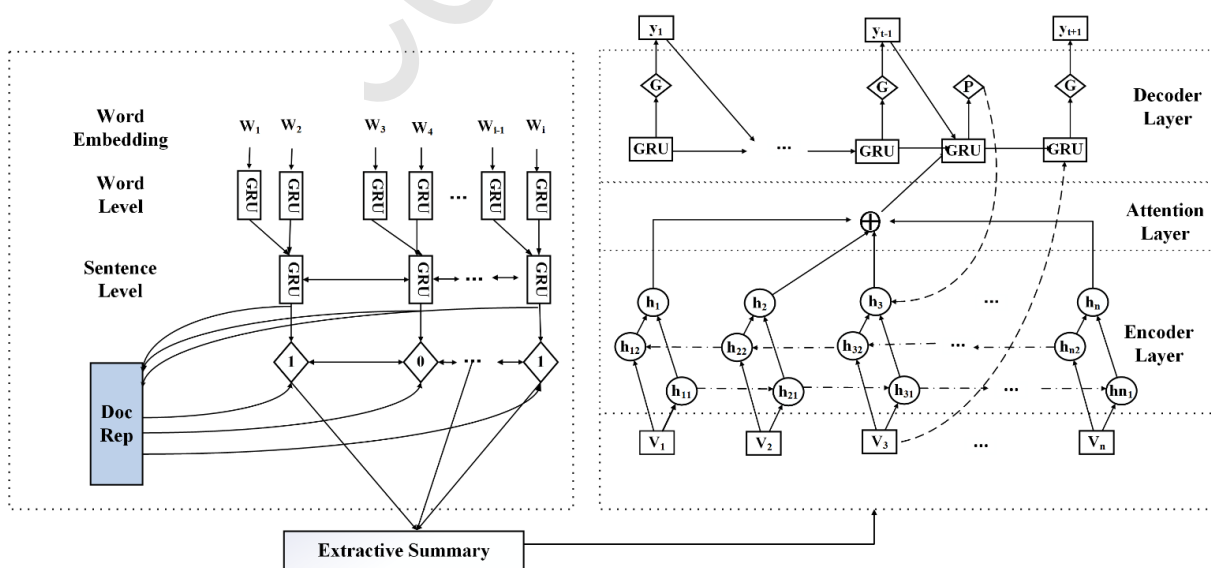 Word
Embedding
W1 W2 W3 W4 Wi-1 Wi
Word
Level
GRU GRU GRU GRU ... GRU GRU
Sentence
Level
GRU GRU ... GRU
1 0 ... 1
Doc
Rep
Extractive Summary
y1 yt-1 yt+1
G G P G
Decoder
Layer
GRU ... GRU GRU GRU
Attention
Layer
h1 h2 h3 ... hn
h12 h22 h32 ... hn2
Encoder
Layer
h11 h21 h31 ... hn1
V1 V2 V3 ... Vn